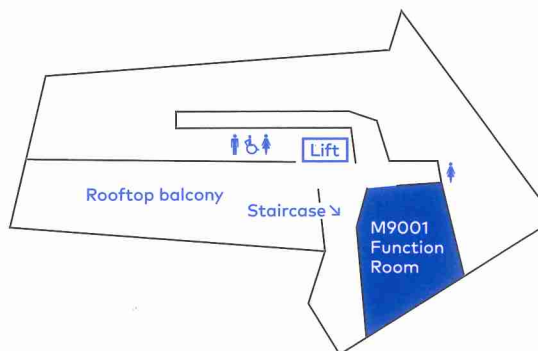 Lift
Rooftop balcony
Staircase ↘
M9001
Function
Room